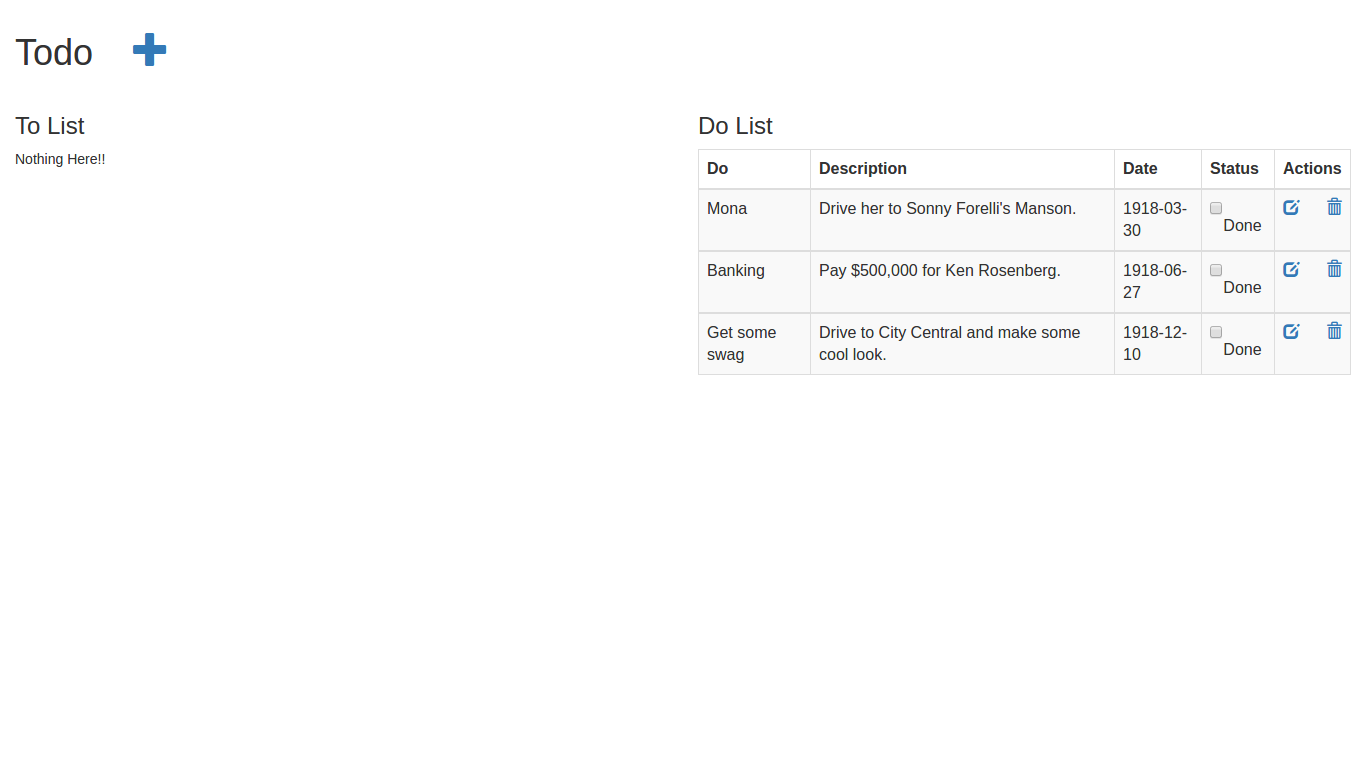 Todo
To List
Nothing Here!!
Do List
Do Description Date Status Actions
Mona Drive her to Sonny Forelli's Manson. 1918-03-
30 Done
Banking Pay $500,000 for Ken Rosenberg. 1918-06-
27 Done
Get some Drive to City Central and make some 1918-12-
swag cool look. 10 Done